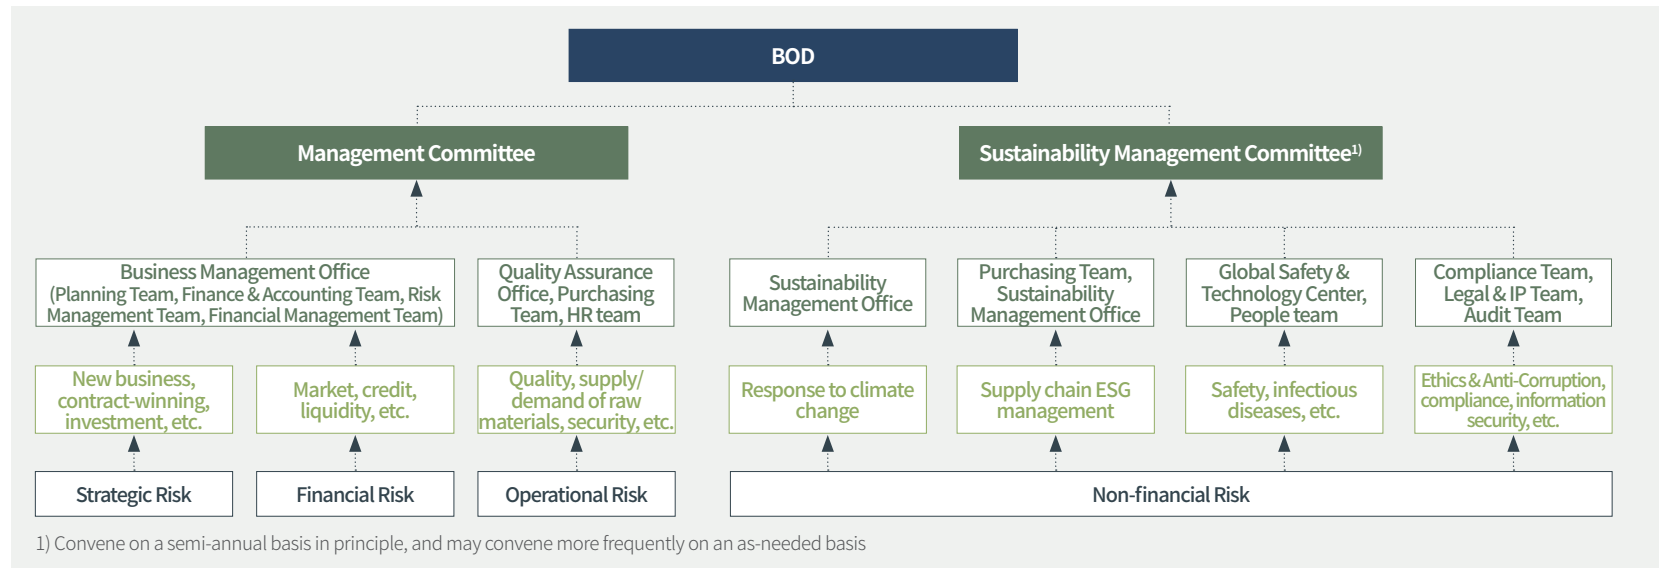 BOD
Management Committee
Sustainability Management Committee1)
Business Management Office
(Planning Team, Finance & Accounting Team, Risk
Management Team, Financial Management Team)
Quality Assurance
Office, Purchasing
Team, HR team
Sustainability
Management Office
Purchasing Team,
Sustainability
Management Office
Global Safety &
Technology Center,
People team
Compliance Team,
Legal & IP Team,
Audit Team
New business,
contract-winning,
investment, etc.
Market, credit,
liquidity, etc.
Quality, supply/
demand of raw
materials, security, etc.
Response to climate
change
Supply chain ESG
management
Safety, infectious
diseases, etc.
Ethics & Anti-Corruption,
compliance, information
security, etc.
Strategic Risk
Financial Risk
Operational Risk
Non-financial Risk
1) Convene on a semi-annual basis in principle, and may convene more frequently on an as-needed basis